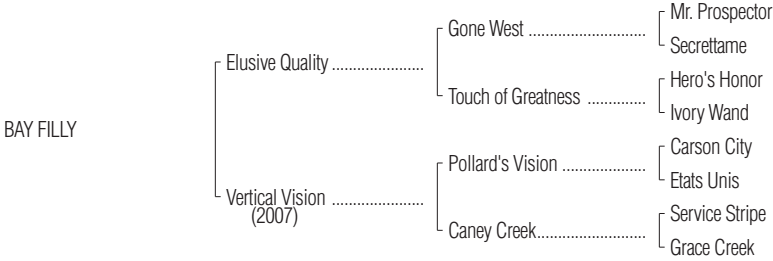 Mr. Prospector
Gone West ..........................
Secrettame
Elusive Quality .....................
Hero's Honor
Touch of Greatness .............
Ivory Wand
BAY FILLY
Carson City
Pollard's Vision ...................
Etats Unis
Vertical Vision .....................
(2007)
Service Stripe
Caney Creek........................
Grace Creek